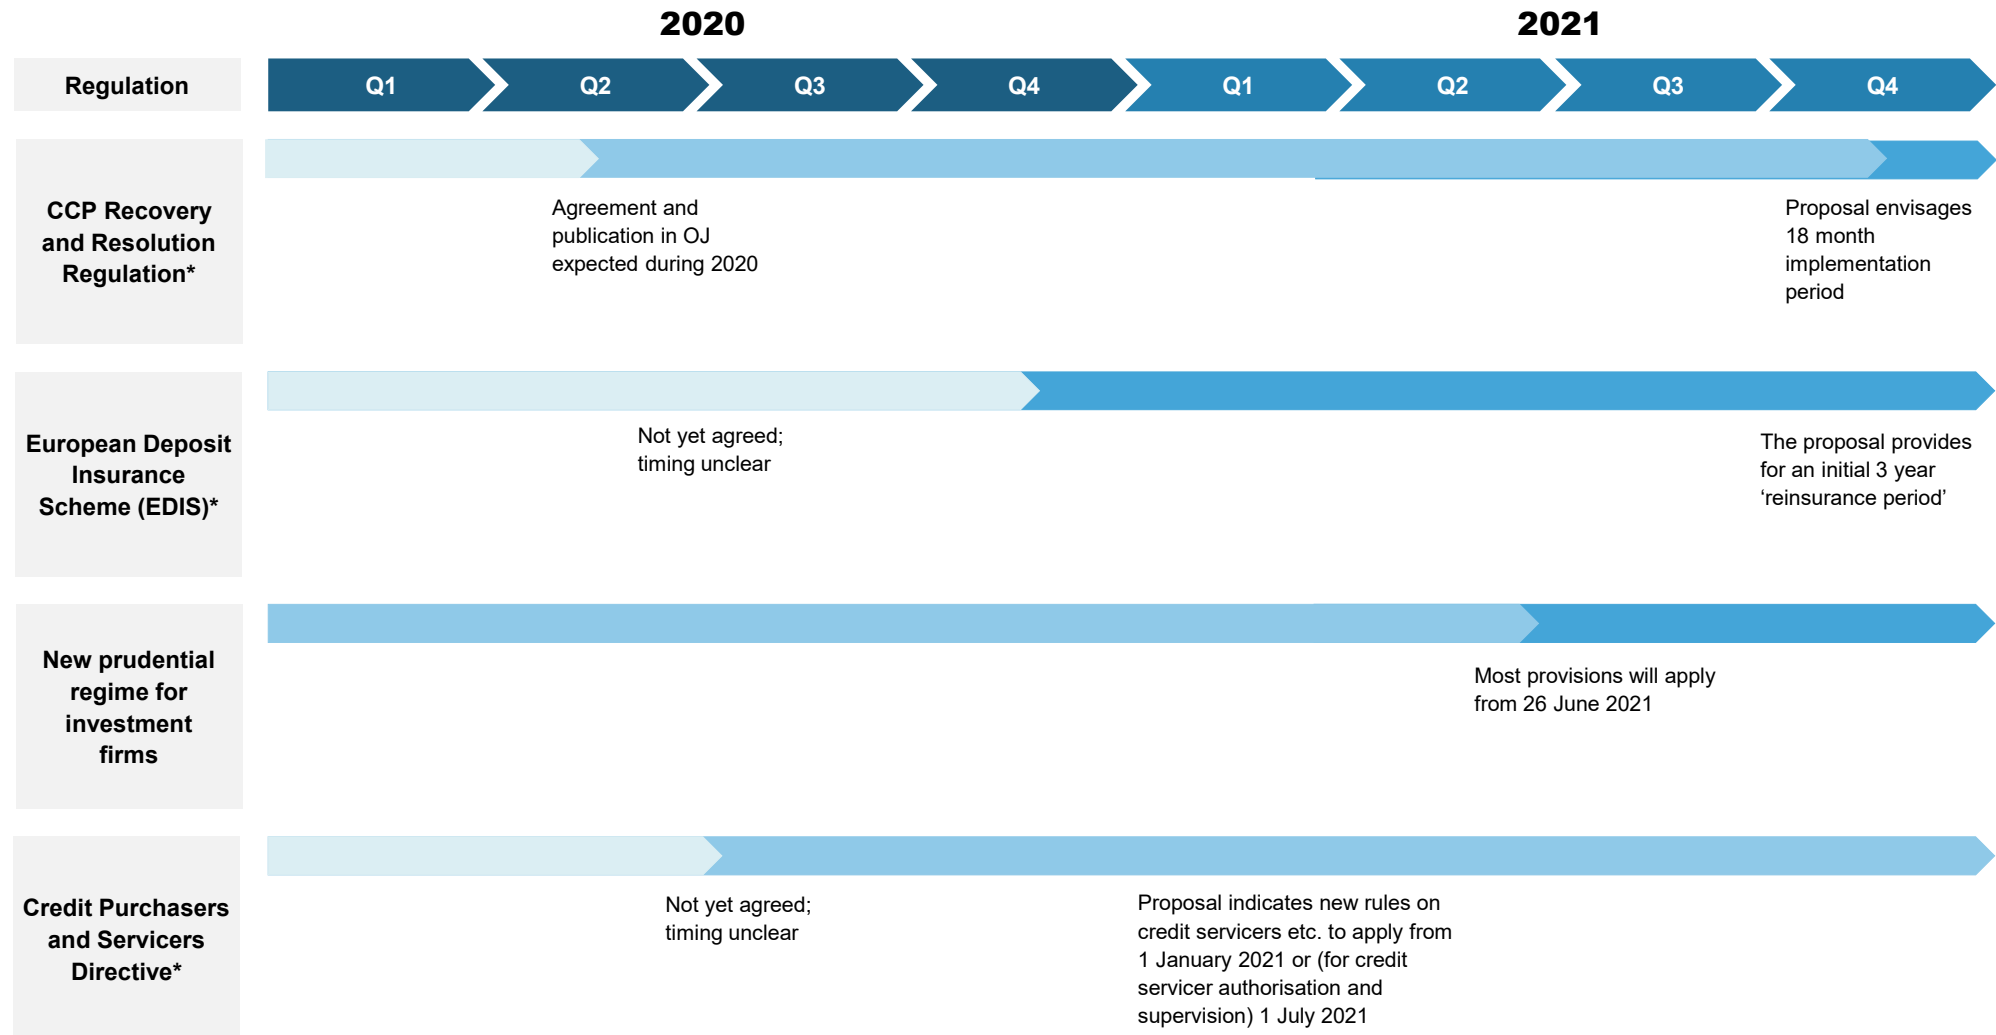 2020
2021
Regulation
Q1
Q2
Q3
Q4
Q1
Q2
Q3
Q4
CCP Recovery
and Resolution
Regulation*
Agreement and
publication in OJ
expected during 2020
Proposal envisages
18 month
implementation
period
European Deposit
Insurance
Scheme (EDIS)*
Not yet agreed;
timing unclear
The proposal provides
for an initial 3 year
‘reinsurance period’
New prudential
regime for
investment
firms
Most provisions will apply
from 26 June 2021
Credit Purchasers
and Servicers
Directive*
Not yet agreed;
timing unclear
Proposal indicates new rules on
credit servicers etc. to apply from
1 January 2021 or (for credit
servicer authorisation and
supervision) 1 July 2021